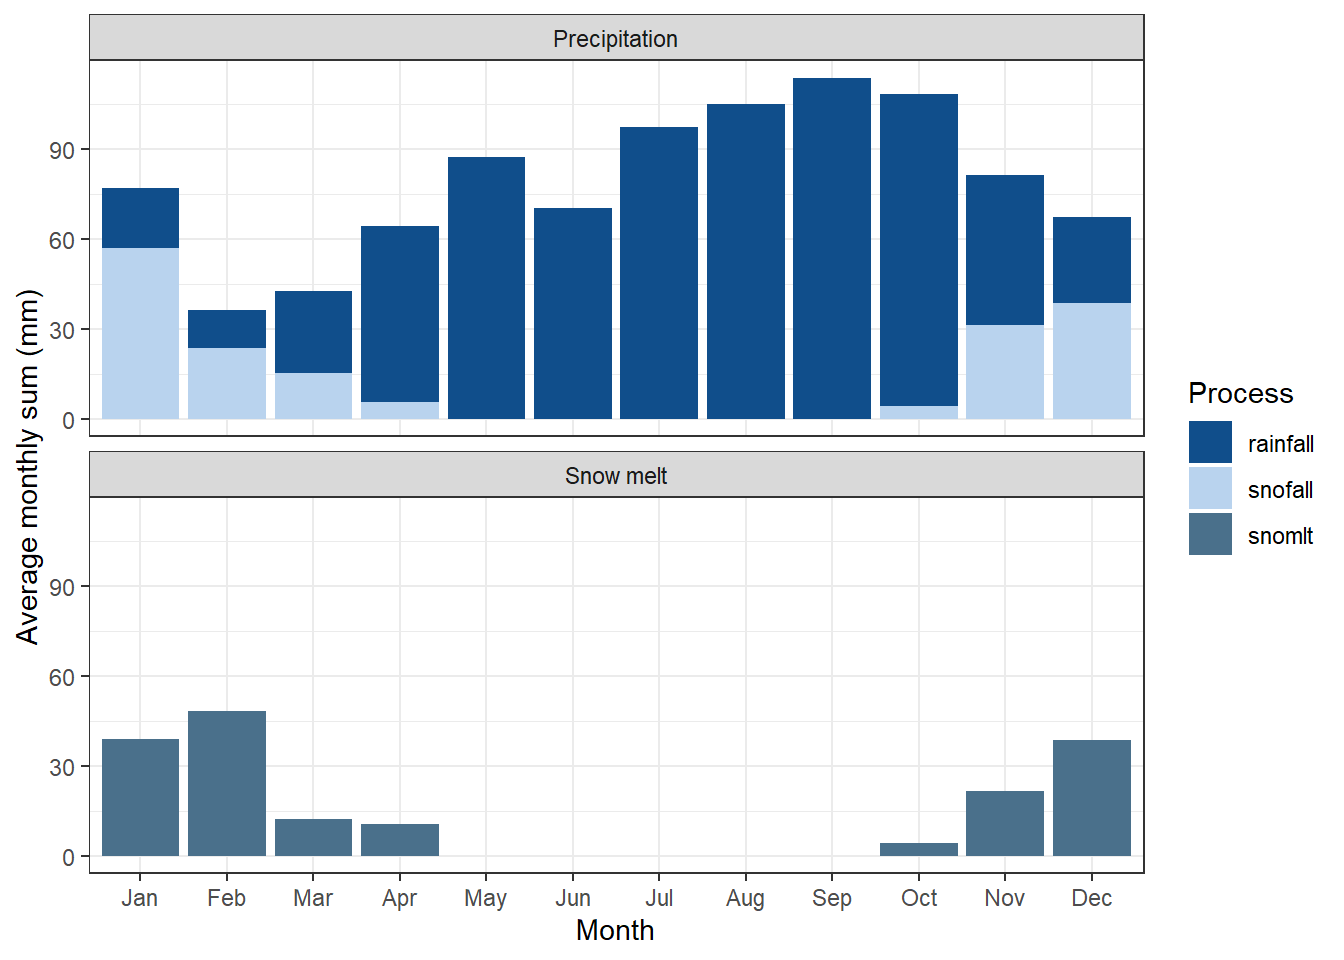 Precipitation
90
60
30
0
Snow melt
90
60
30
0
Jan Feb Mar Apr May Jun Jul Aug Sep Oct Nov Dec
Month
Average monthly sum (mm)
Process
rainfall
snofall
snomlt